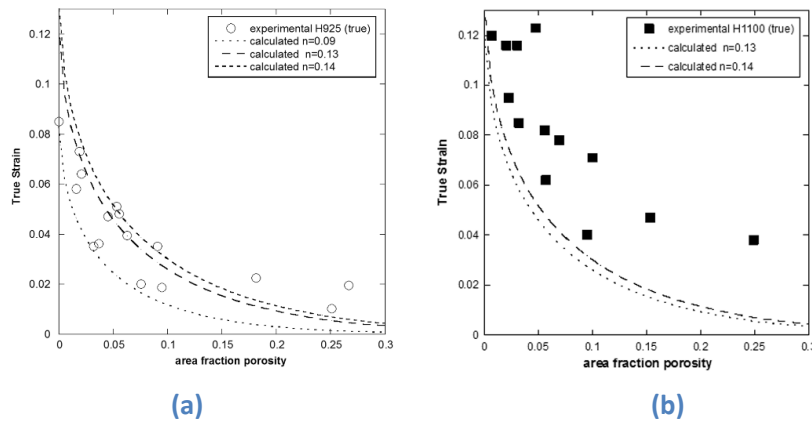 0.12
0.1
0.08
0.06
0.04
0.02
0
True Strain
experimental H925 (true)
calculated n=0.09
calculated n=0.13
calculated n=0.14
0 0.05 0.1 0.15 0.2 0.25 0.3
area fraction porosity
(a)
0.12
0.1
0.08
0.06
0.04
0.02
0
True Strain
experimental H1100 (true)
calculated n=0.13
calculated n=0.14
0 0.05 0.1 0.15 0.2 0.25 0.3
area fraction porosity
(b)